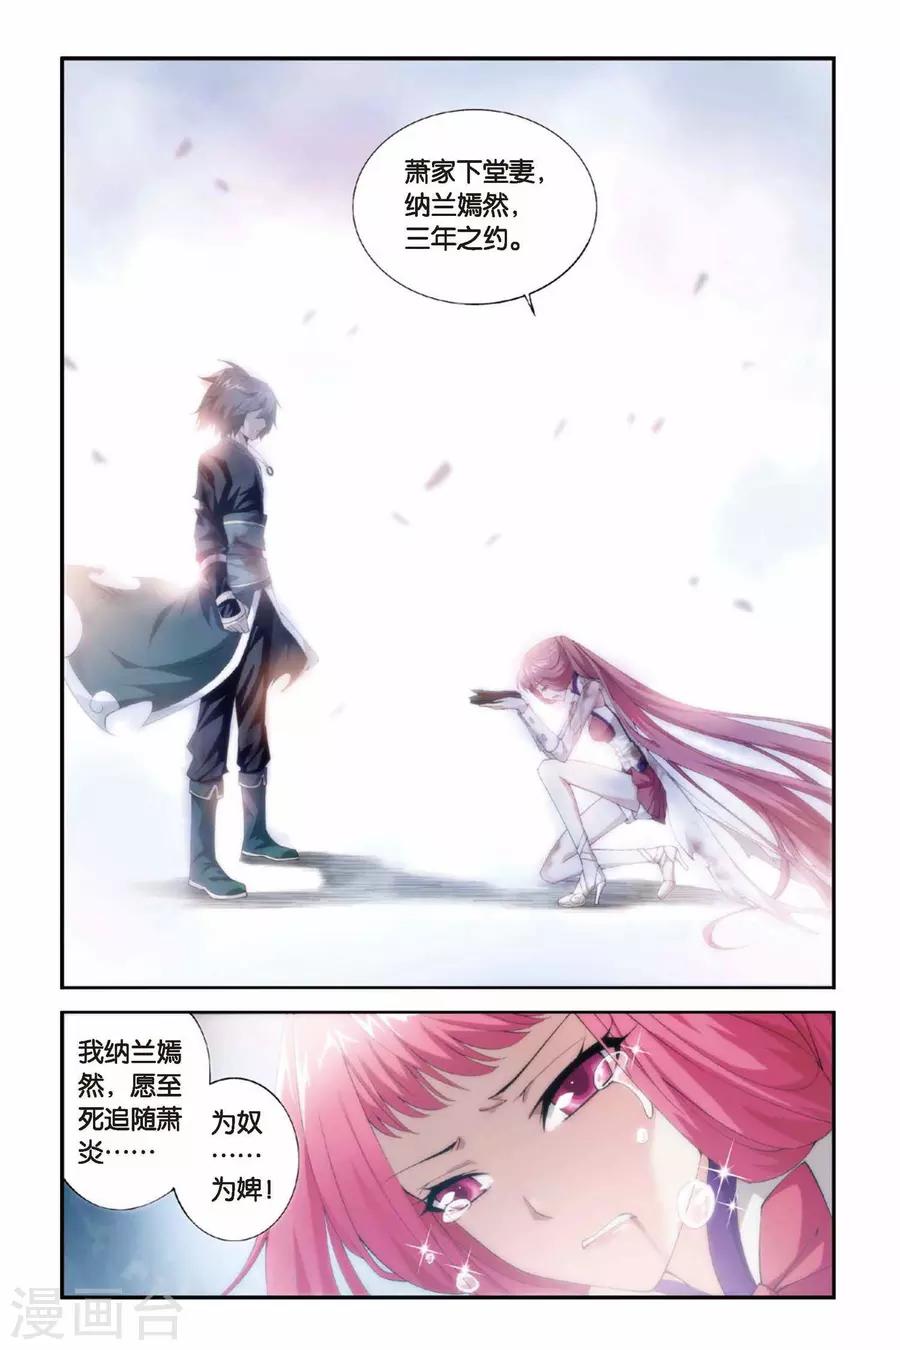 萧家下堂妻，
纳兰嫣然，
三年之约。
我纳兰嫣
然，愿至
死追随萧
炎……
为奴
……
为婢！
漫画台